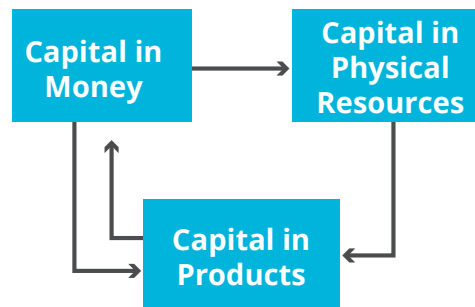 Capital in
Money
Capital in
Physical
Resources
Capital in
Products